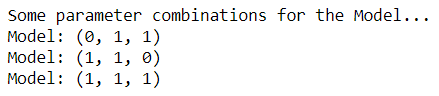 Some parameter combinations for the Model...
Model: (0, 1, 1)
Model: (1, 1, 0)
Model: (1, 1, 1)